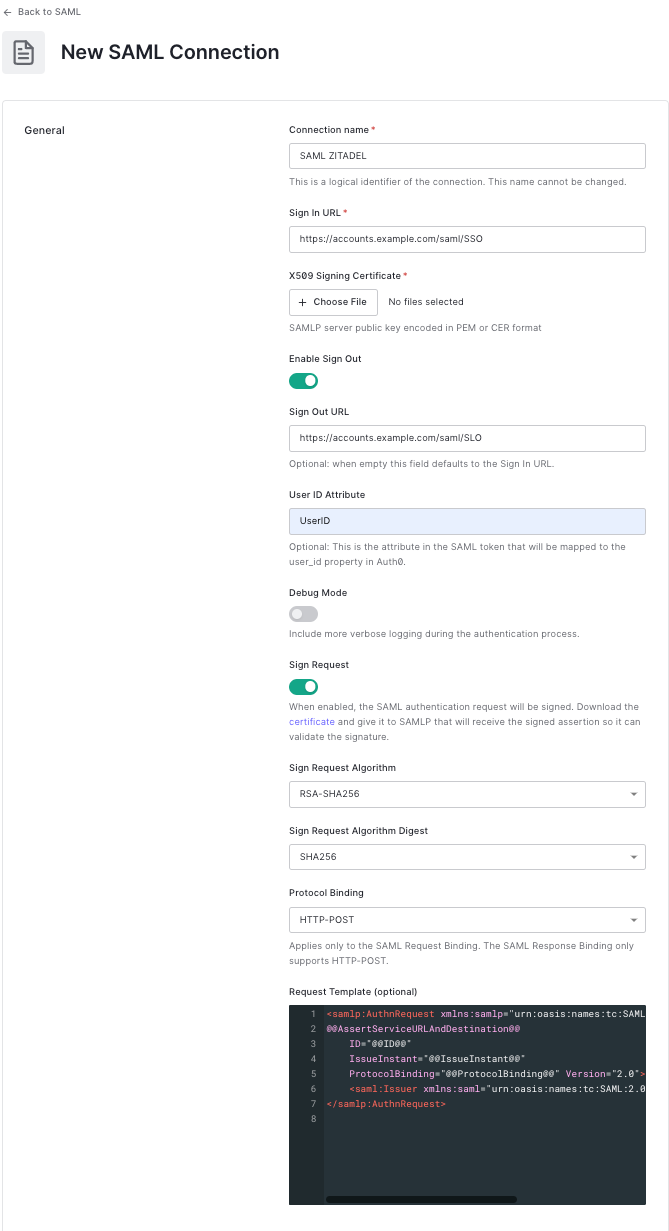 Back to SAML
New SAML Connection
General
Connection name *
SAML ZITADEL
This is a logical identifier of the connection. This name cannot be changed.
Sign In URL *
https://accounts.example.com/saml/SSO
X509 Signing Certificate *
+ Choose File No files selected
SAMLP server public key encoded in PEM or CER format
Enable Sign Out
Sign Out URL
https://accounts.example.com/saml/SLO
Optional: when empty this field defaults to the Sign In URL.
User ID Attribute
UserID
Optional: This is the attribute in the SAML token that will be mapped to the
user_id property in Auth0.
Debug Mode
Include more verbose logging during the authentication process.
Sign Request
When enabled, the SAML authentication request will be signed. Download the
certificate and give it to SAMLP that will receive the signed assertion so it can
validate the signature.
Sign Request Algorithm
RSA-SHA256
Sign Request Algorithm Digest
SHA256
Protocol Binding
HTTP-POST
Applies only to the SAML Request Binding. The SAML Response Binding only
supports HTTP-POST.
Request Template (optional)
1 <samlp:AuthnRequest xmlns:samlp="urn:oasis:names:tc:SAML
2 @@AssertServiceURLAndDestination@@
3 ID="@@ID@@"
4 IssueInstant="@@IssueInstant@@"
5 ProtocolBinding="@@ProtocolBinding@@" Version="2.0">
6 <saml:Issuer xmlns:saml="urn:oasis:names:tc:SAML:2.0
7 </samlp:AuthnRequest>
8